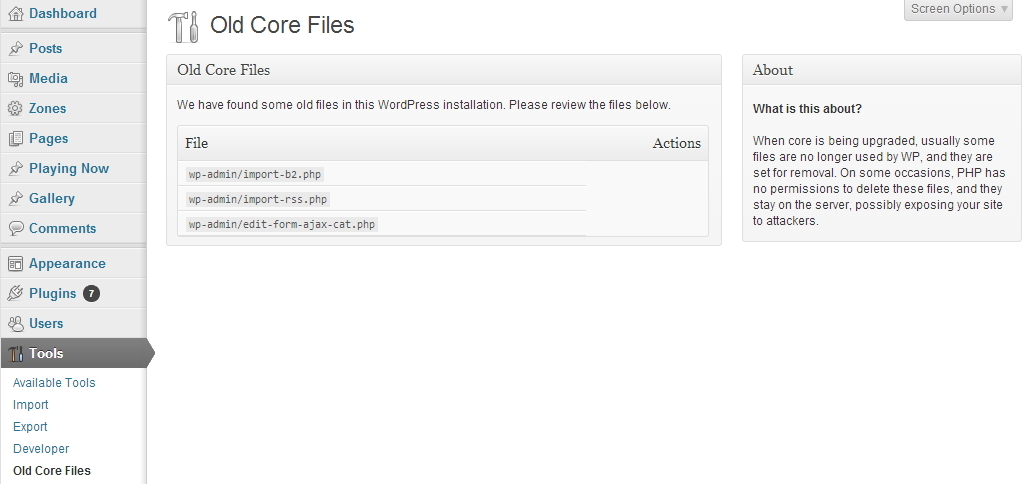 Dashboard
Posts
Media
Zones
Pages
Playing Now
Gallery
Comments
Appearance
Plugins 7
Users
Tools
Available Tools
Import
Export
Developer
Old Core Files
Screen Options
Old Core Files
Old Core Files
We have found some old files in this WordPress installation. Please review the files below.
File Actions
wp-admin/import-b2.php
wp-admin/import-rss.php
wp-admin/edit-form-ajax-cat.php
About
What is this about?
When core is being upgraded, usually some
files are no longer used by WP, and they are
set for removal. On some occasions, PHP has
no permissions to delete these files, and they
stay on the server, possibly exposing your site
to attackers.